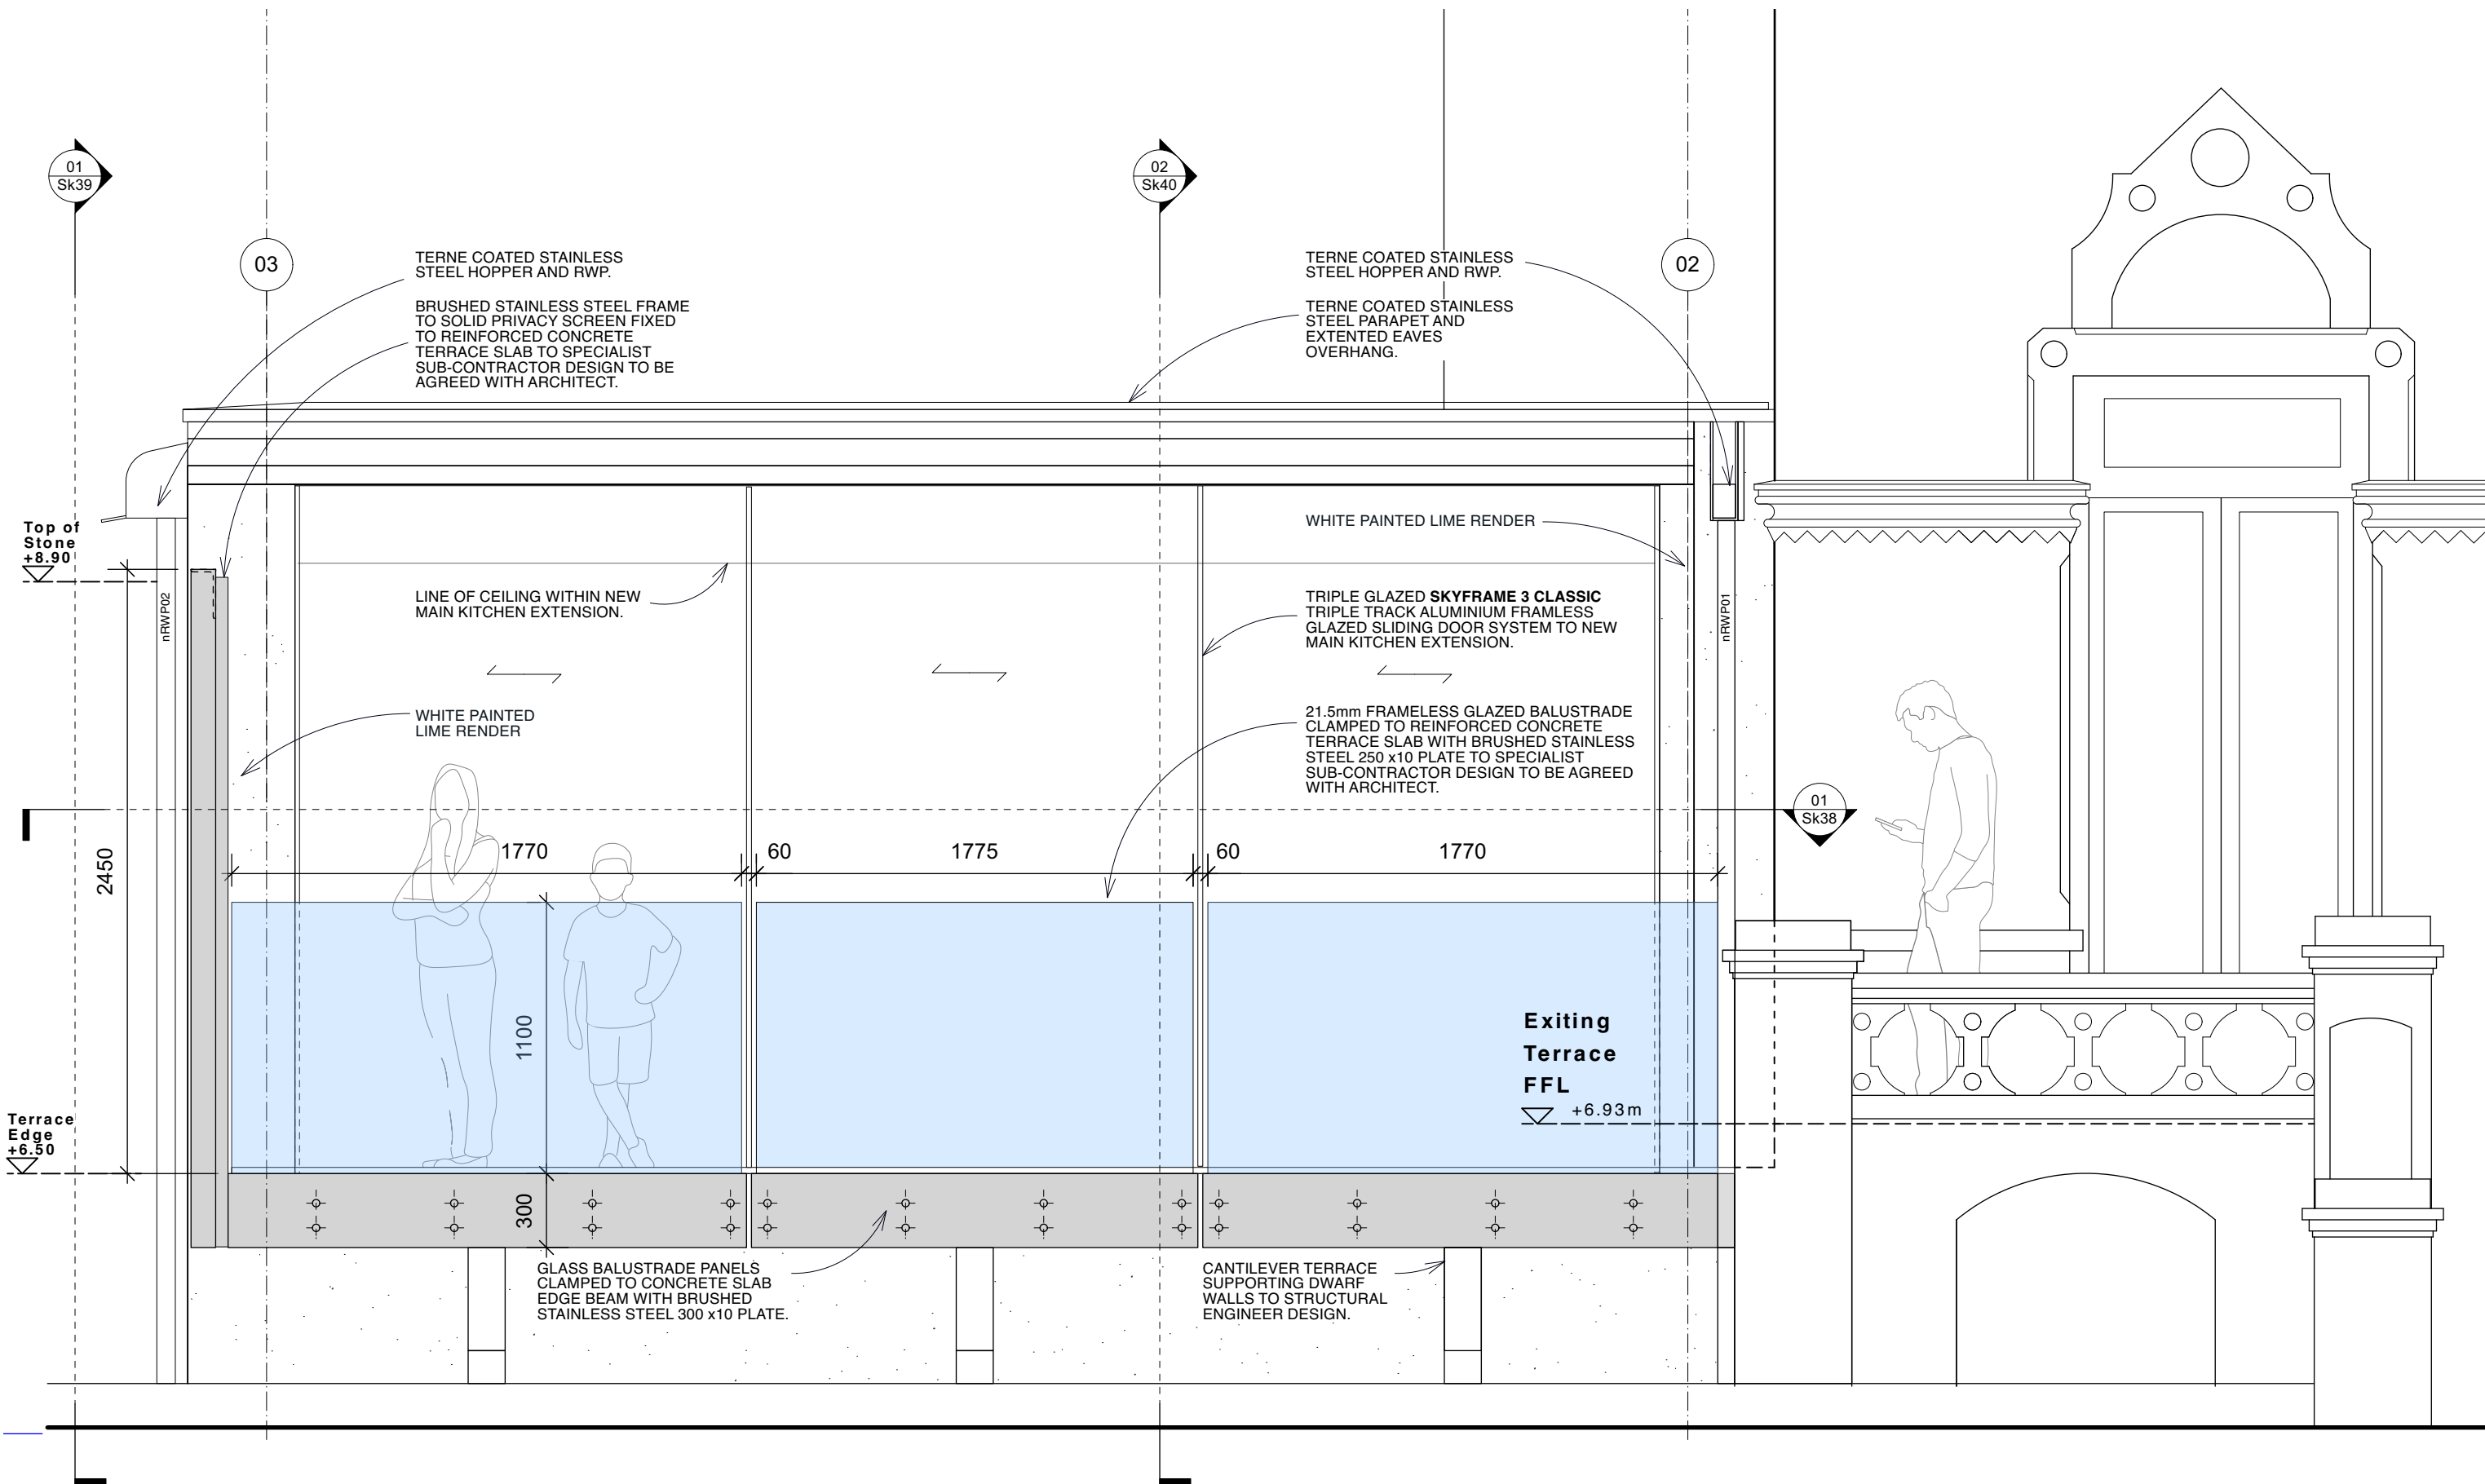 01
Sk39
02
Sk40
03
02
TERNE COATED STAINLESS
STEEL HOPPER AND RWP.
BRUSHED STAINLESS STEEL FRAME
TO SOLID PRIVACY SCREEN FIXED
TO REINFORCED CONCRETE
TERRACE SLAB TO SPECIALIST
SUB-CONTRACTOR DESIGN TO BE
AGREED WITH ARCHITECT.
TERNE COATED STAINLESS
STEEL HOPPER AND RWP.
TERNE COATED STAINLESS
STEEL PARAPET AND
EXTENTED EAVES
OVERHANG.
Top of
Stone
+8.90
nRWP02
WHITE PAINTED LIME RENDER
LINE OF CEILING WITHIN NEW
MAIN KITCHEN EXTENSION.
TRIPLE GLAZED SKYFRAME 3 CLASSIC
TRIPLE TRACK ALUMINIUM FRAMLESS
GLAZED SLIDING DOOR SYSTEM TO NEW
MAIN KITCHEN EXTENSION.
nRWP01
WHITE PAINTED
LIME RENDER
21.5mm FRAMELESS GLAZED BALUSTRADE
CLAMPED TO REINFORCED CONCRETE
TERRACE SLAB WITH BRUSHED STAINLESS
STEEL 250 x10 PLATE TO SPECIALIST
SUB-CONTRACTOR DESIGN TO BE AGREED
WITH ARCHITECT.
01
Sk38
2450
1770
60
1775
60
1770
1100
Exiting
Terrace
FFL
+6.93m
Terrace
Edge
+6.50
300
GLASS BALUSTRADE PANELS
CLAMPED TO CONCRETE SLAB
EDGE BEAM WITH BRUSHED
STAINLESS STEEL 300 x10 PLATE.
CANTILEVER TERRACE
SUPPORTING DWARF
WALLS TO STRUCTURAL
ENGINEER DESIGN.